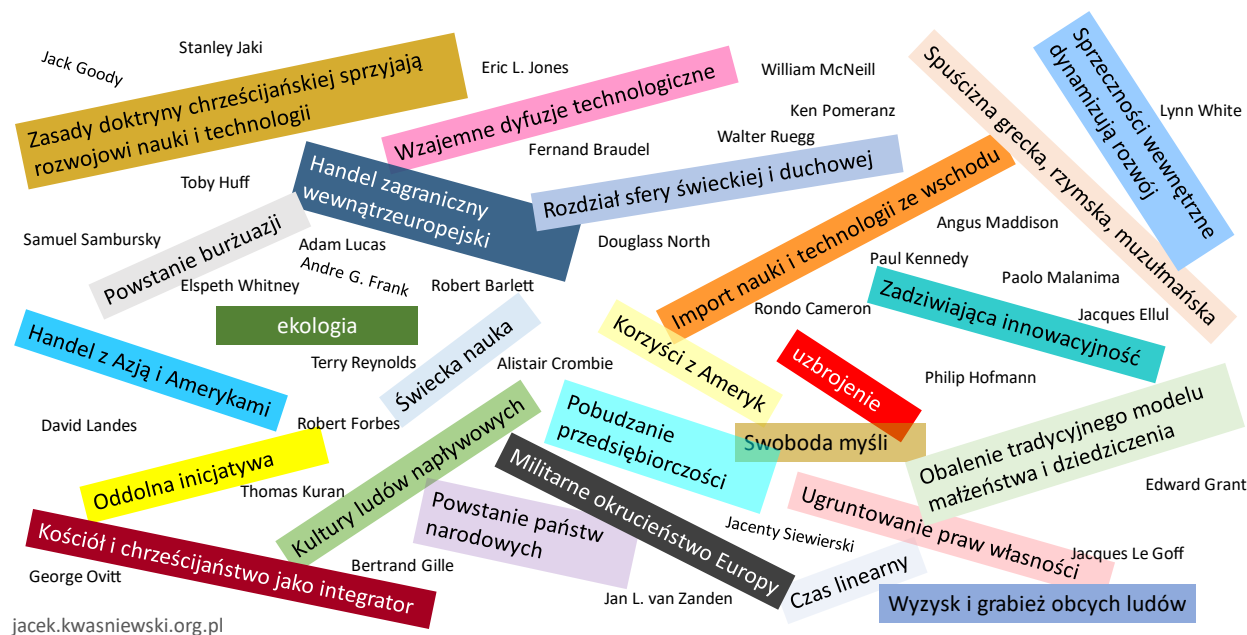 Jack Goody
Stanley Jaki
Zasady doktryny chrześcijańskiej sprzyjają
rozwojowi nauki i technologii
Eric L. Jones
Wzajemne dyfuzje technologiczne
William McNeill
Ken Pomeranz
Walter Ruegg
Fernand Braudel
Spuścizna grecka, rzymska, muzułmańska
Sprzeczności wewnętrzne
dynamizują rozwój
Lynn White
Toby Huff
Handel zagraniczny
wewnątrzeuropejski
Rozdział sfery świeckiej i duchowej
Import nauki i technologii ze wschodu
Samuel Sambursky
Powstanie burżuazji
Adam Lucas
Andre G. Frank
Elspeth Whitney
Robert Barlett
Douglass North
Angus Maddison
Paul Kennedy
Paolo Malanima
Zadziwiająca innowacyjność
Jacques Ellul
Rondo Cameron
ekologia
Handel z Azją i Amerykami
Terry Reynolds
Świecka nauka
Alistair Crombie
Korzyści z Ameryk
uzbrojenie
Philip Hofmann
David Landes
Robert Forbes
Oddolna inicjatywa
Thomas Kuran
Kultury ludów napływowych
Pobudzanie
przedsiębiorczości
Swoboda myśli
Obalenie tradycyjnego modelu
małżeństwa i dziedziczenia
Edward Grant
Militarne okrucieństwo Europy
Powstanie państw
narodowych
Jacenty Siewierski
Ugruntowanie praw własności
Jacques Le Goff
Kościół i chrześcijaństwo jako integrator
George Ovitt
Bertrand Gille
Jan L. van Zanden
Czas linearny
Wyzysk i grabież obcych ludów
jacek.kwasniewski.org.pl